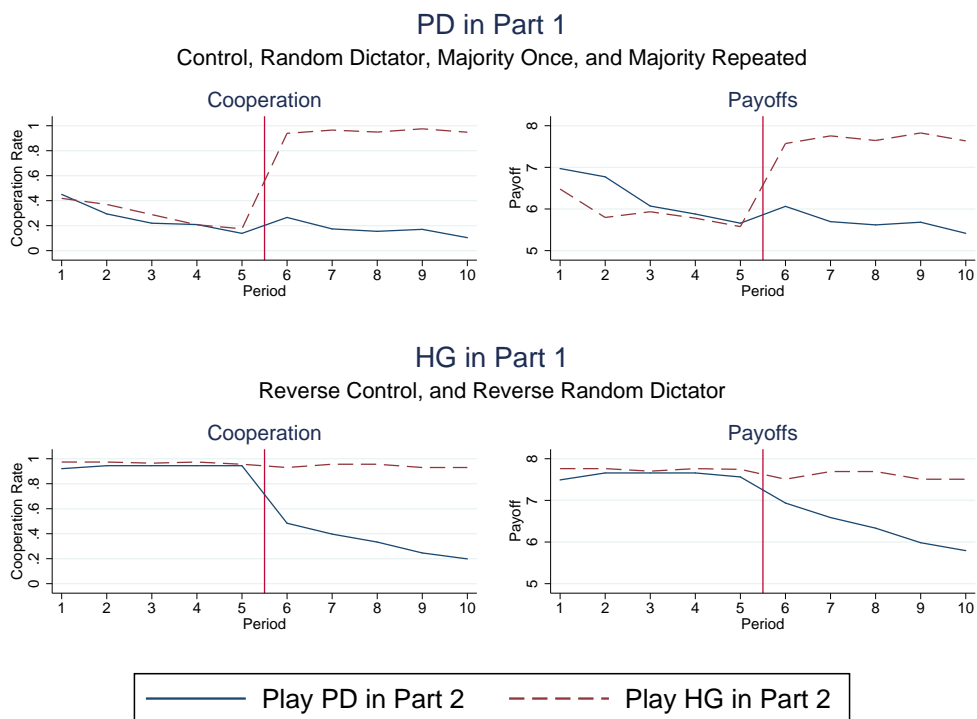 PD in Part 1
Control, Random Dictator, Majority Once, and Majority Repeated
Cooperation
Cooperation Rate
0 .2 .4 .6 .8 1
1 2 3 4 5 6 7 8 9 10
Period
Payoffs
Payoff
5 6 7 8
1 2 3 4 5 6 7 8 9 10
Period
HG in Part 1
Reverse Control, and Reverse Random Dictator
Cooperation
Cooperation Rate
0 .2 .4 .6 .8 1
1 2 3 4 5 6 7 8 9 10
Period
Payoffs
Payoff
5 6 7 8
1 2 3 4 5 6 7 8 9 10
Period
Play PD in Part 2 Play HG in Part 2